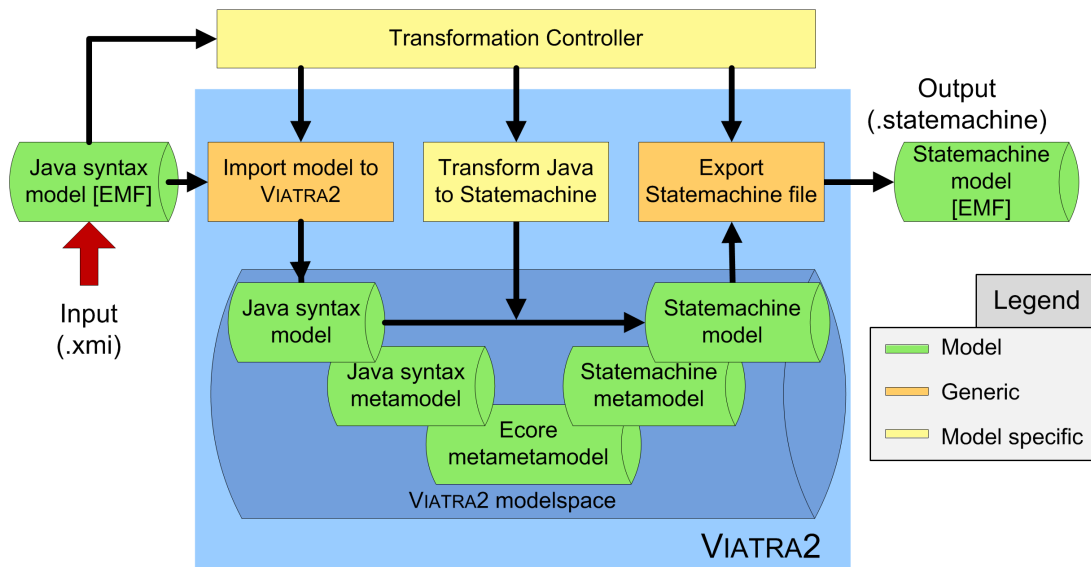 Transformation Controller
Output
(.statemachine)
Java syntax
model [EMF]
Import model to
VIATRA2
Transform Java
to Statemachine
Export
Statemachine file
Statemachine
model
[EMF]
Input
(.xmi)
Java syntax
model
Statemachine
model
Java syntax
metamodel
Statemachine
metamodel
Ecore
metametamodel
VIATRA2 modelspace
VIATRA2
Legend
Model
Generic
Model specific